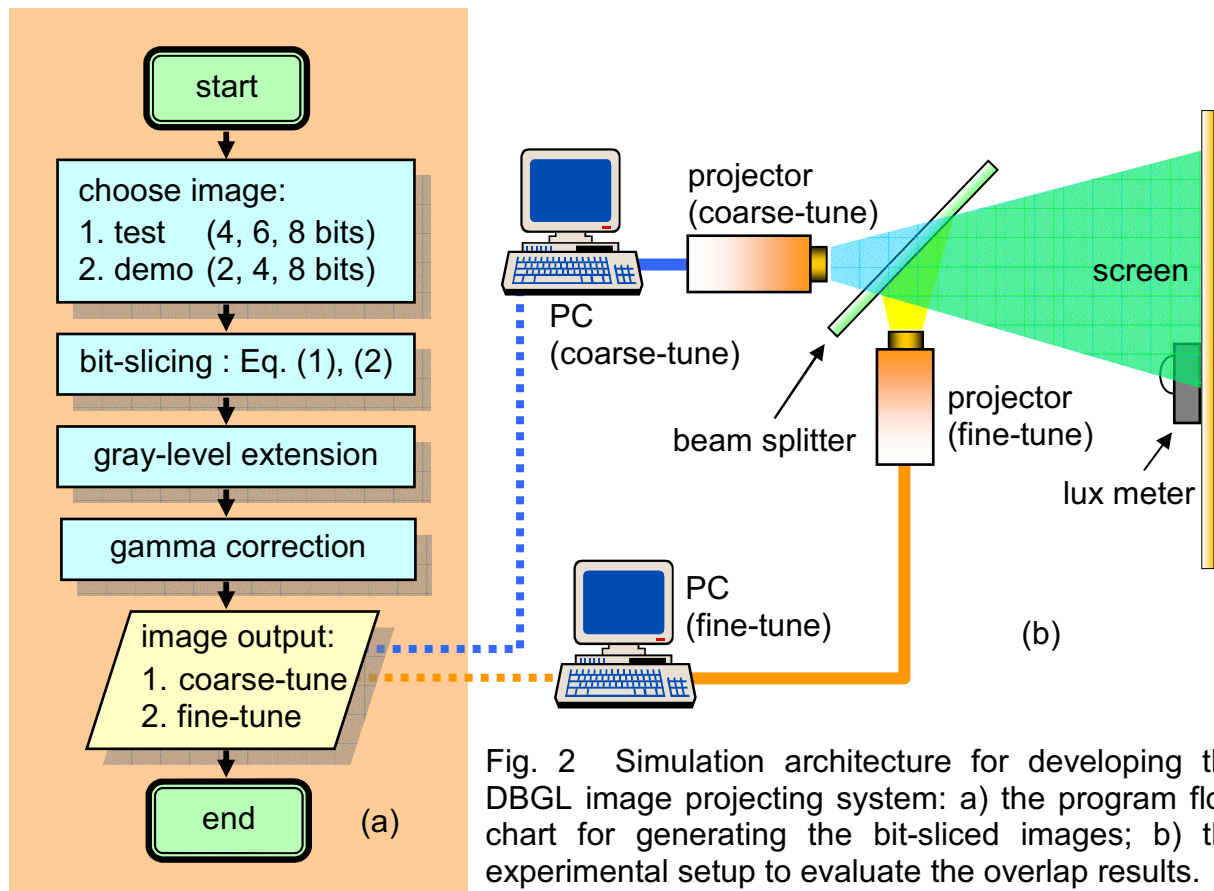 start
choose image:
1. test (4, 6, 8 bits)
2. demo (2, 4, 8 bits)
bit-slicing : Eq. (1), (2)
gray-level extension
gamma correction
image output:
1. coarse-tune
2. fine-tune
end
(a)
projector
(coarse-tune)
PC
(coarse-tune)
beam splitter
screen
projector
(fine-tune)
lux meter
PC
(fine-tune)
(b)
Fig. 2 Simulation architecture for developing th
DBGL image projecting system: a) the program flo
chart for generating the bit-sliced images; b) th
experimental setup to evaluate the overlap results.